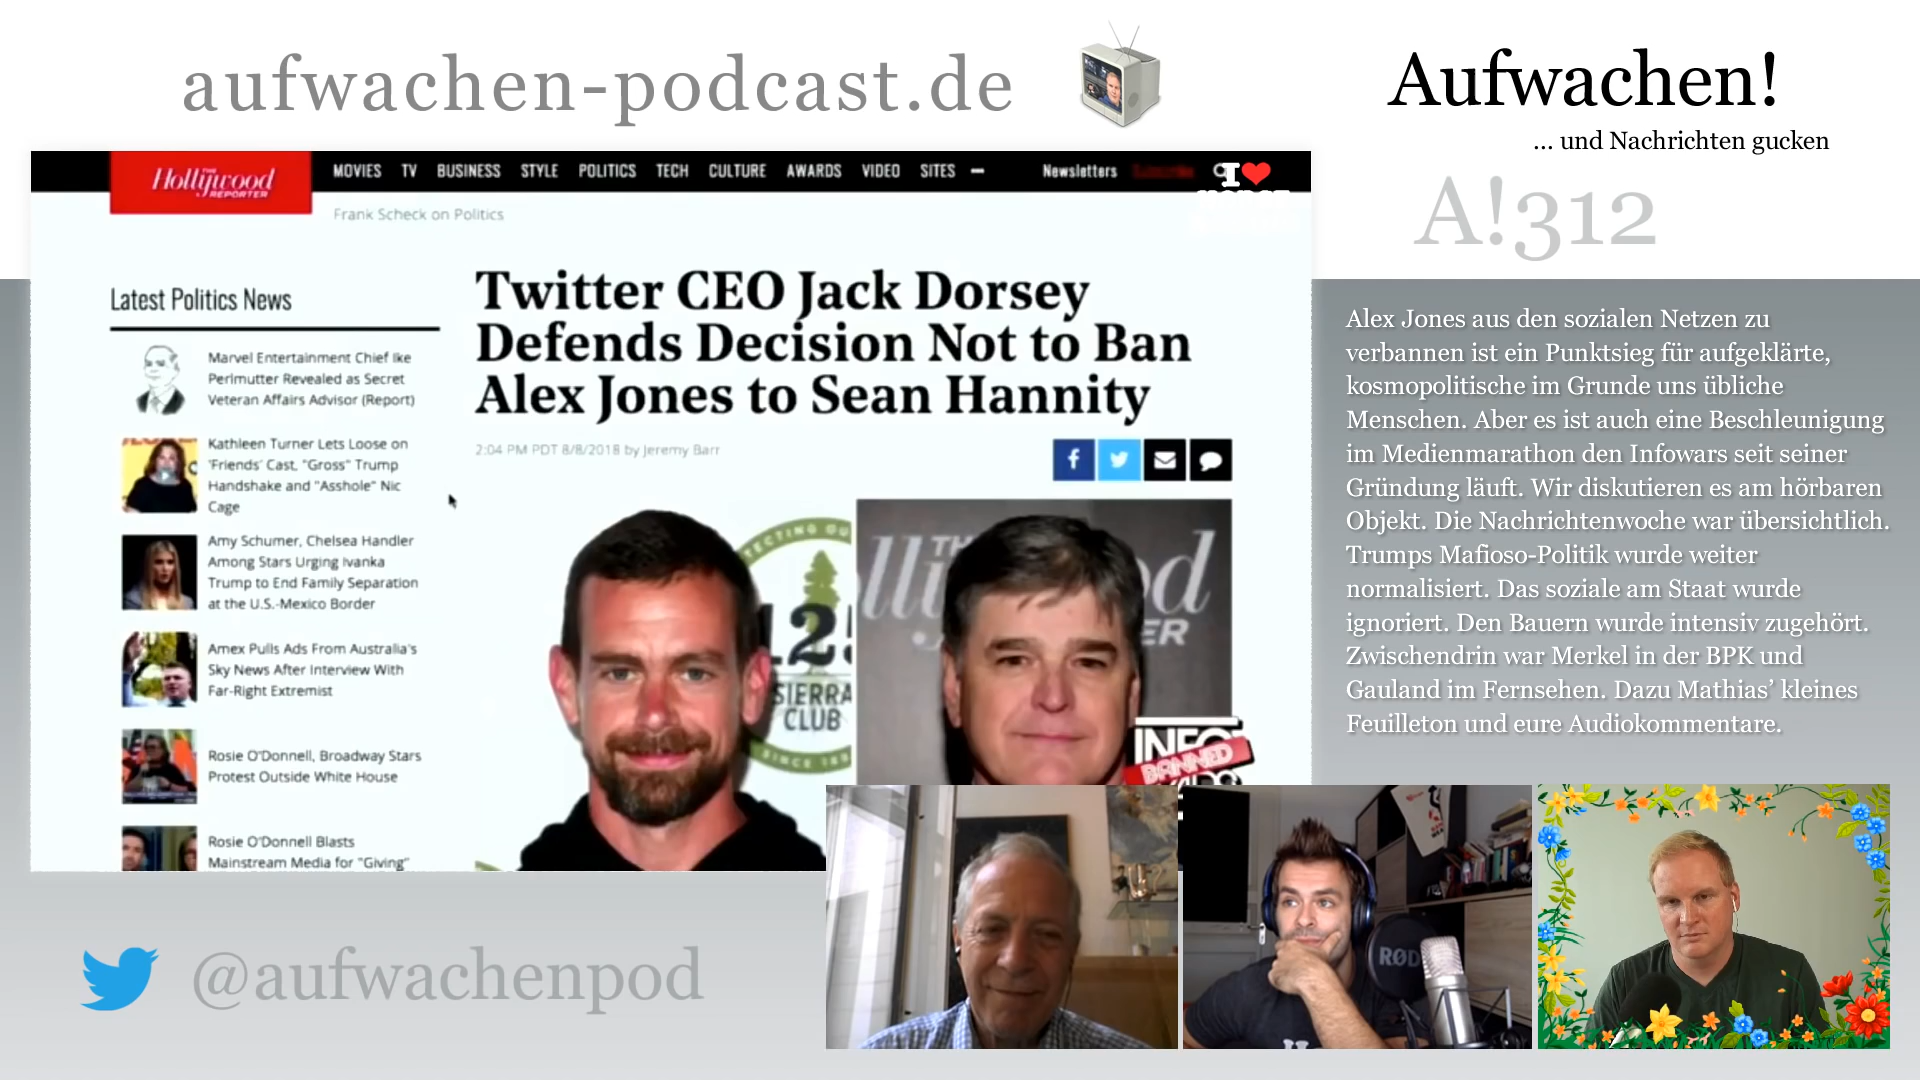 aufwachen-podcast.de
Aufwachen!
... und Nachrichten gucken
A!312
THE
Hollywood
REPORTER
MOVIES TV BUSINESS STYLE POLITICS TECH CULTURE AWARDS VIDEO SITES
Newsletters
I
Frank Scheck on Politics
Latest Politics News
Marvel Entertainment Chief Ike
Perlmutter Revealed as Secret
Veteran Affairs Advisor (Report)
Kathleen Turner Lets Loose on
'Friends' Cast, "Gross" Trump
Handshake and "Asshole" Nic
Cage
Amy Schumer, Chelsea Handler
Among Stars Urging Ivanka
Trump to End Family Separation
at the U.S.-Mexico Border
Amex Pulls Ads From Australia's
Sky News After Interview With
Far-Right Extremist
Rosie O'Donnell, Broadway Stars
Protest Outside White House
Rosie O'Donnell Blasts
Mainstream Media for "Giving"
Twitter CEO Jack Dorsey
Defends Decision Not to Ban
Alex Jones to Sean Hannity
2:04 PM PDT 8/8/2018 by Jeremy Barr
SIERRA
CLUB
INFO
BANNED
Alex Jones aus den sozialen Netzen zu
verbannen ist ein Punktsieg für aufgeklärte,
kosmopolitische im Grunde uns übliche
Menschen. Aber es ist auch eine Beschleunigung
im Medienmarathon den Infowars seit seiner
Gründung läuft. Wir diskutieren es am hörbaren
Objekt. Die Nachrichtenwoche war übersichtlich.
Trumps Mafioso-Politik wurde weiter
normalisiert. Das soziale am Staat wurde
ignoriert. Den Bauern wurde intensiv zugehört.
Zwischendrin war Merkel in der BPK und
Gauland im Fernsehen. Dazu Mathias’ kleines
Feuilleton und eure Audiokommentare.
RØDE
@aufwachenpod